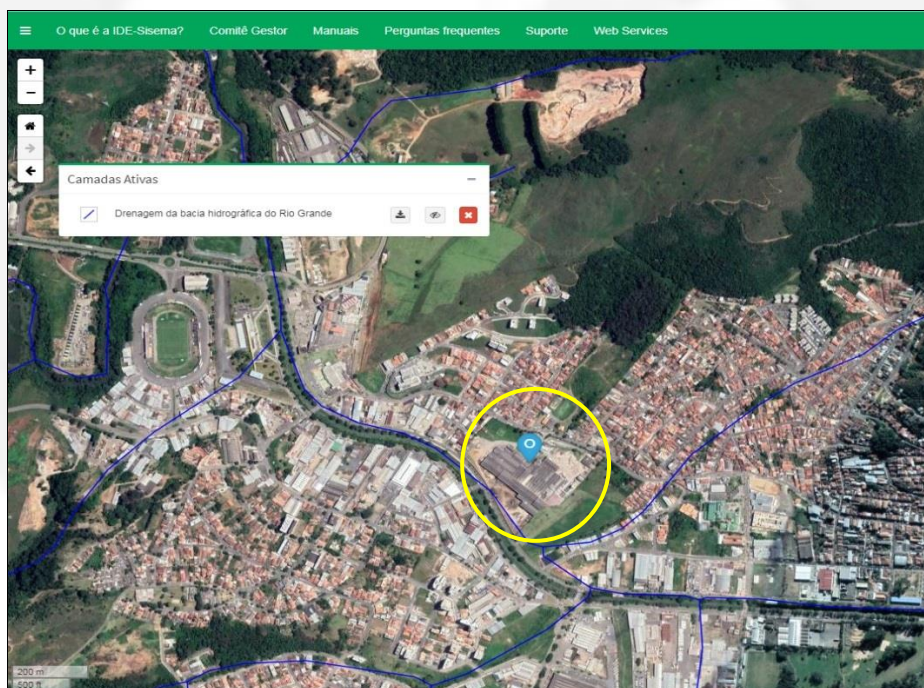 O que é a IDE-Sisema? Comitê Gestor Manuais Perguntas frequentes Suporte Web Services
+
−
Camadas Ativas −
Drenagem da bacia hidrográfica do Rio Grande
200 m
500 ft